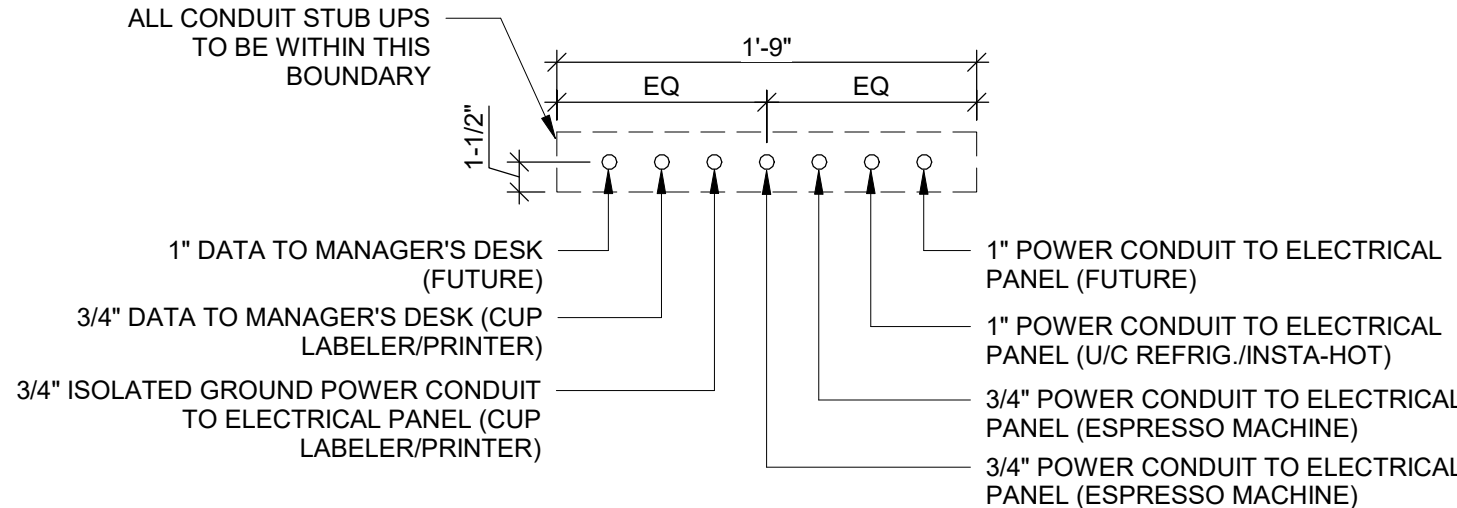 ALL CONDUIT STUB UPS
TO BE WITHIN THIS
BOUNDARY
1'-9"
EQ
EQ
1-1/2"
1" DATA TO MANAGER'S DESK
(FUTURE)
3/4" DATA TO MANAGER'S DESK (CUP
LABELER/PRINTER)
3/4" ISOLATED GROUND POWER CONDUIT
TO ELECTRICAL PANEL (CUP
LABELER/PRINTER)
1" POWER CONDUIT TO ELECTRICAL
PANEL (FUTURE)
1" POWER CONDUIT TO ELECTRICAL
PANEL (U/C REFRIG./INSTA-HOT)
3/4" POWER CONDUIT TO ELECTRICAL
PANEL (ESPRESSO MACHINE)
3/4" POWER CONDUIT TO ELECTRICAL
PANEL (ESPRESSO MACHINE)